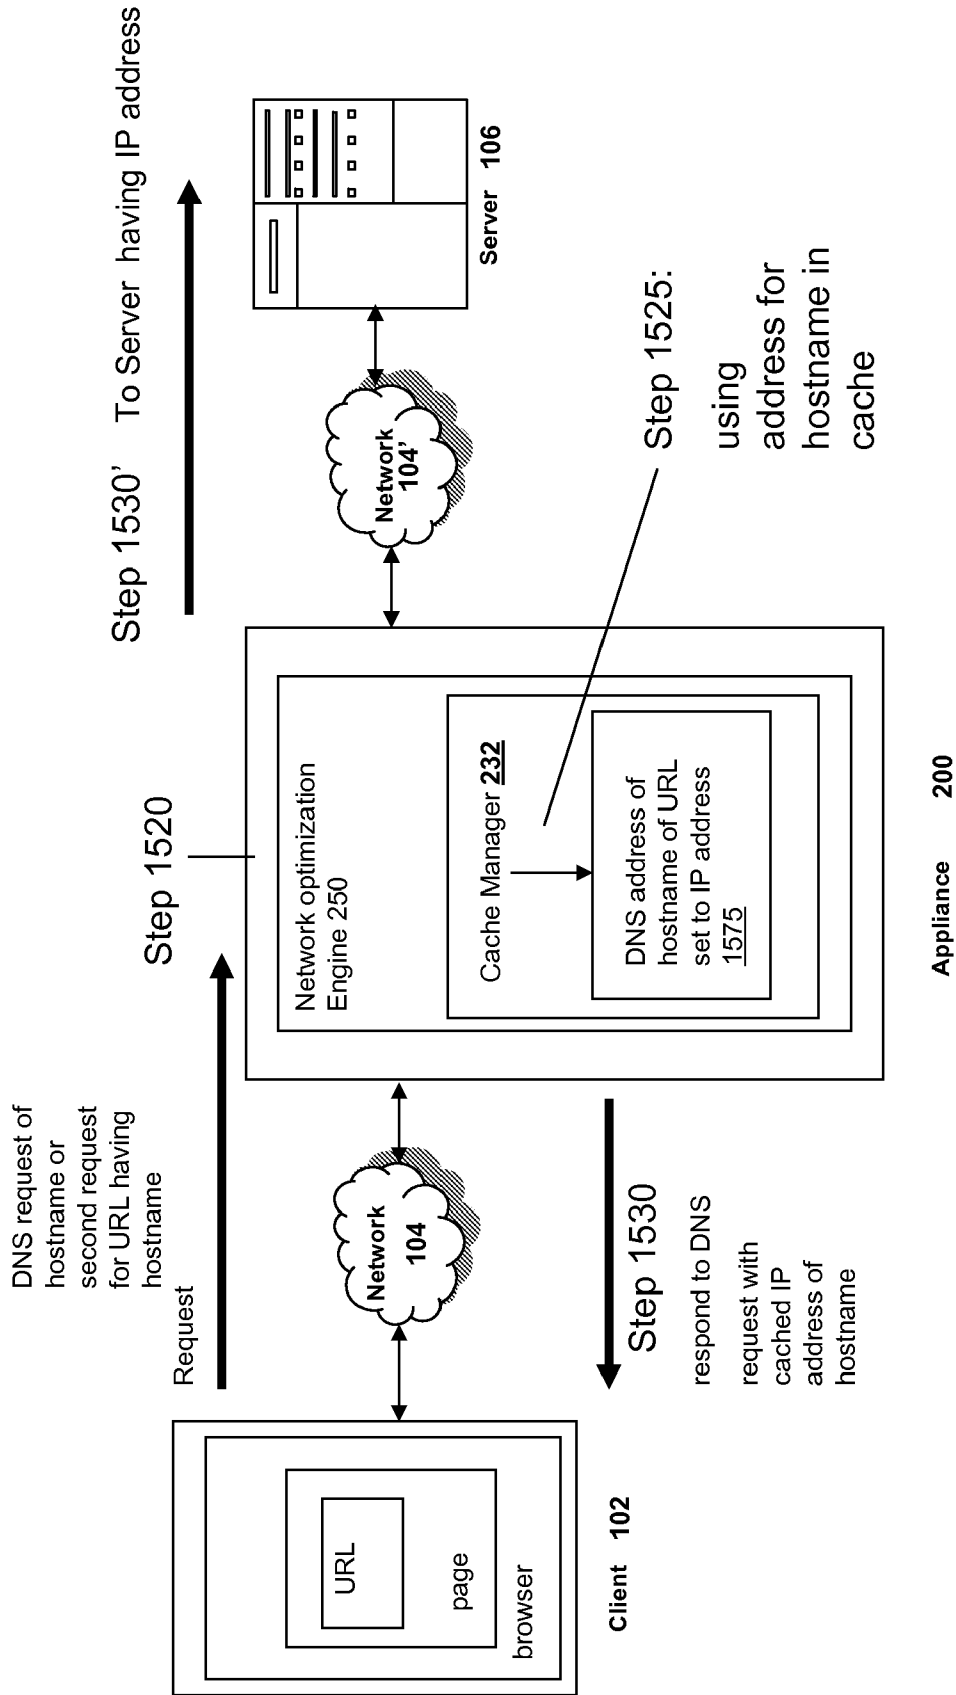 DNS request of
hostname or
second request
for URL having
hostname
Request
Step 1520
Step 1530’ To Server having IP address
URL
page
browser
Client 102
Network
104
Network optimization
Engine 250
Cache Manager 232
DNS address of
hostname of URL
set to IP address
1575
Appliance 200
Network
104’
Server 106
Step 1525:
using
address for
hostname in
cache
Step 1530
respond to DNS
request with
cached IP
address of
hostname